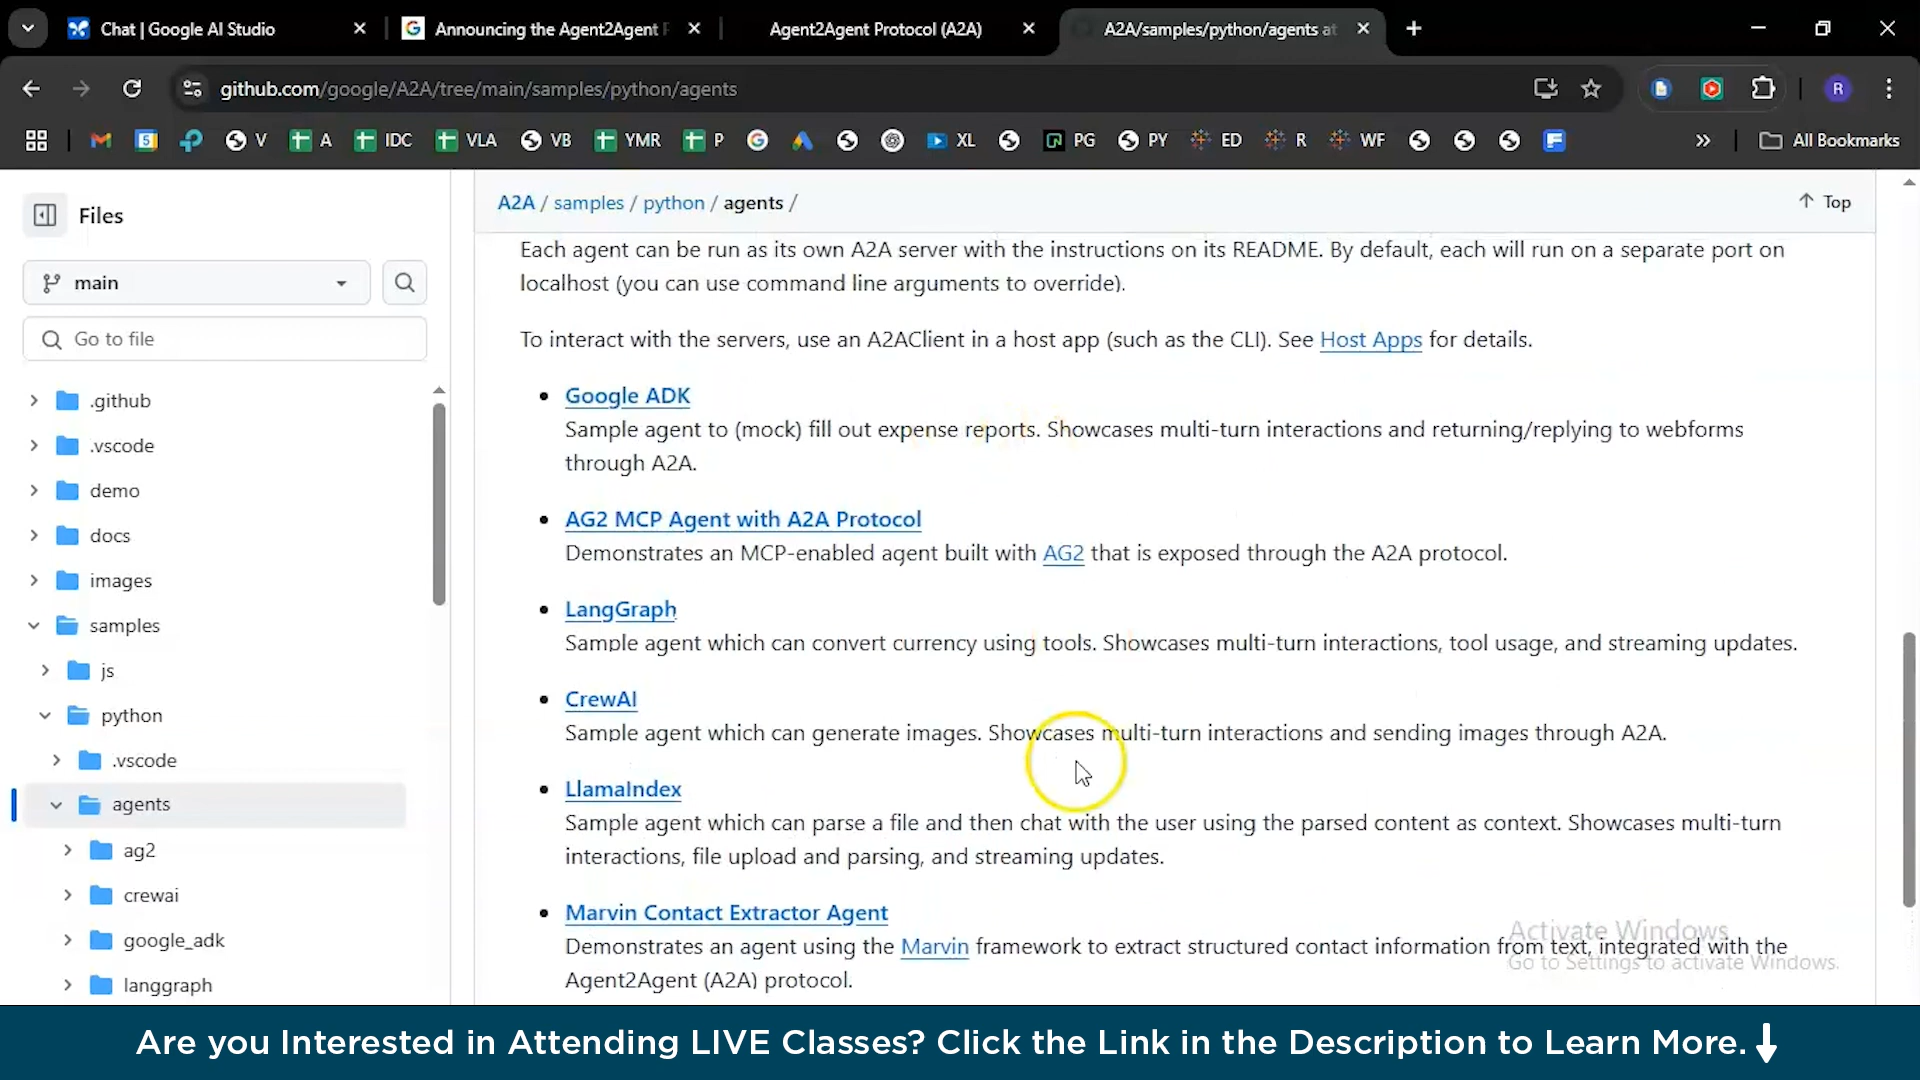 Chat | Google AI Studio
Announcing the Agent2Agent P
Agent2Agent Protocol (A2A)
A2A/samples/python/agents at
github.com/google/A2A/tree/main/samples/python/agents
R
5
V
A
IDC
VLA
VB
YMR
P
XL
PG
PY
ED
R
WF
All Bookmarks
Files
main
Go to file
.github
.vscode
demo
docs
images
samples
js
python
.vscode
agents
ag2
crewai
google_adk
langgraph
A2A / samples / python / agents /
Top
Each agent can be run as its own A2A server with the instructions on its README. By default, each will run on a separate port on
localhost (you can use command line arguments to override).
To interact with the servers, use an A2AClient in a host app (such as the CLI). See Host Apps for details.
Google ADK
Sample agent to (mock) fill out expense reports. Showcases multi-turn interactions and returning/replying to webforms
through A2A.
AG2 MCP Agent with A2A Protocol
Demonstrates an MCP-enabled agent built with AG2 that is exposed through the A2A protocol.
LangGraph
Sample agent which can convert currency using tools. Showcases multi-turn interactions, tool usage, and streaming updates.
CrewAI
Sample agent which can generate images. Showcases multi-turn interactions and sending images through A2A.
LlamaIndex
Sample agent which can parse a file and then chat with the user using the parsed content as context. Showcases multi-turn
interactions, file upload and parsing, and streaming updates.
Marvin Contact Extractor Agent
Demonstrates an agent using the Marvin framework to extract structured contact information from text, integrated with the
Agent2Agent (A2A) protocol.
Activate Windows
Go to Settings to activate Windows.
Are you Interested in Attending LIVE Classes? Click the Link in the Description to Learn More.